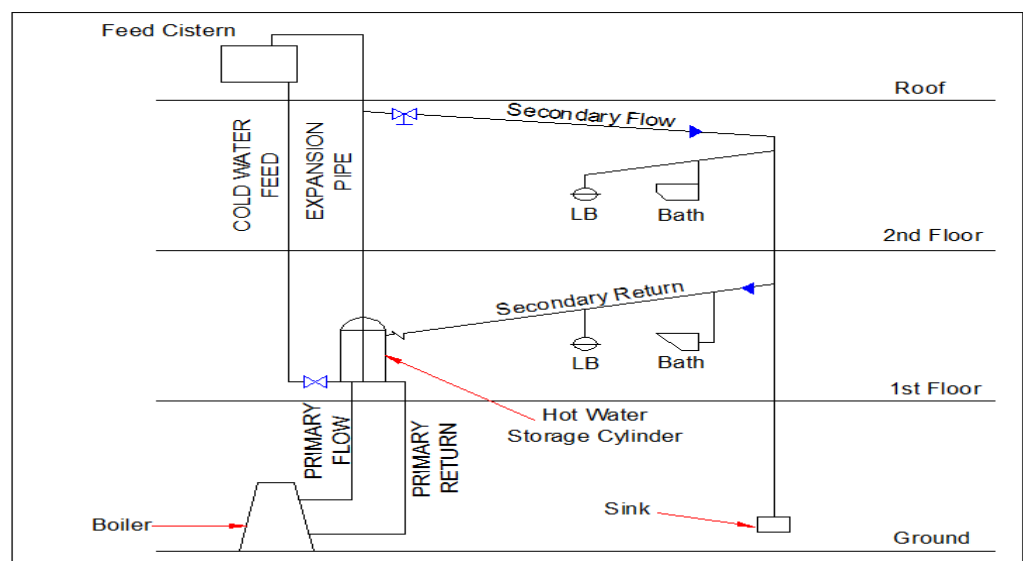 Feed Cistern
Roof
Secondary Flow
COLD WATER
FEED
EXPANSION
PIPE
LB
Bath
2nd Floor
Secondary Return
LB
Bath
1st Floor
Hot Water
Storage Cylinder
PRIMARY
FLOW
PRIMARY
RETURN
Sink
Boiler
Ground